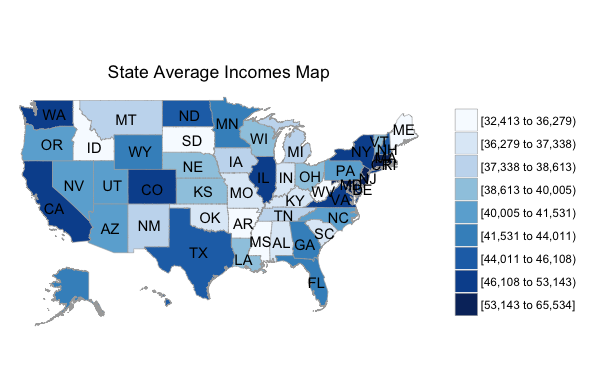 State Average Incomes Map
WA
ND
MT
MN
ME
OR
ID
SD
WI
MI
NY
VT
NH
WY
IA
NE
PA
NJ
NV
UT
CO
IL
IN
OH
MD
DE
KS
MO
WV
VA
CA
KY
OK
TN
NC
AZ
NM
AR
SC
MS
AL
GA
TX
LA
FL
[32,413 to 36,279)
[36,279 to 37,338)
[37,338 to 38,613)
[38,613 to 40,005)
[40,005 to 41,531)
[41,531 to 44,011)
[44,011 to 46,108)
[46,108 to 53,143)
[53,143 to 65,534]